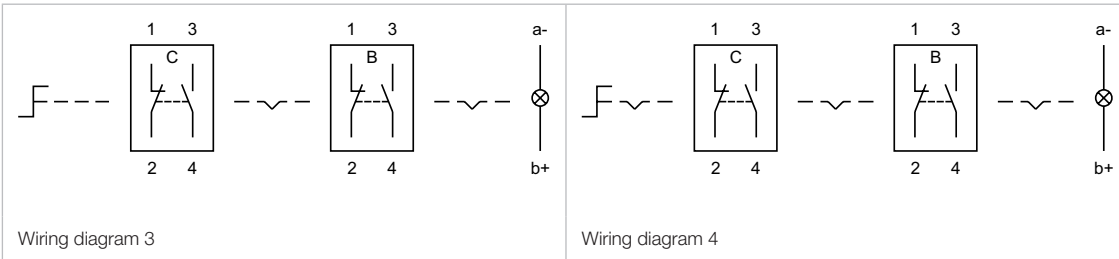 1 3 1 3 a- 1 3 1 3 a-
C B C B
2 4 2 4 b+ 2 4 2 4 b+
Wiring diagram 3 Wiring diagram 4